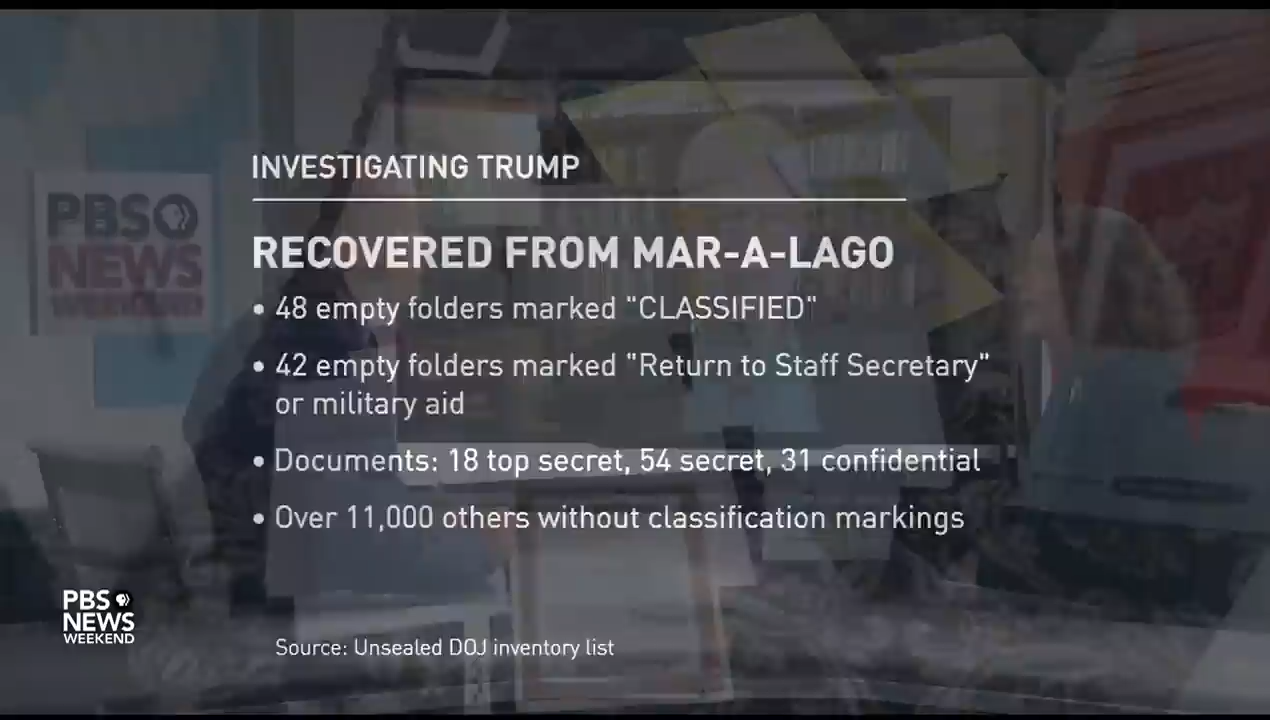 INVESTIGATING TRUMP
PBS
NEWS
WEEKEND
RECOVERED FROM MAR-A-LAGO
• 48 empty folders marked "CLASSIFIED"
• 42 empty folders marked "Return to Staff Secretary"
or military aid
• Documents: 18 top secret, 54 secret, 31 confidential
• Over 11,000 others without classification markings
PBS
NEWS
WEEKEND
Source: Unsealed DOJ inventory list